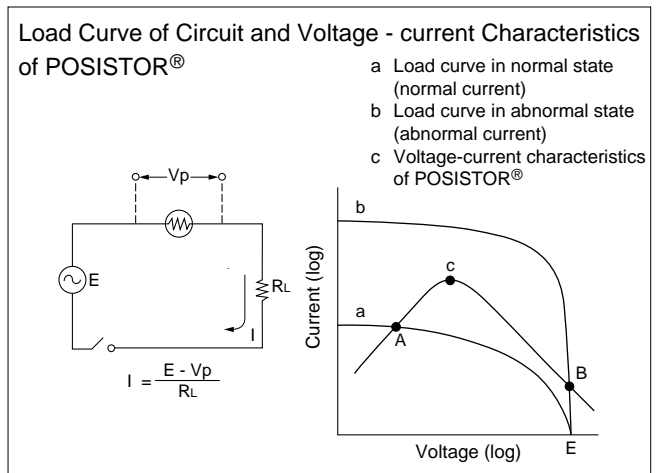 Load Curve of Circuit and Voltage - current Characteristics
of POSISTOR®
a Load curve in normal state
(normal current)
b Load curve in abnormal state
(abnormal current)
c Voltage-current characteristics
of POSISTOR®
Vp
E
RL
I
I = E - Vp
RL
b
c
a
A
B
Current (log)
Voltage (log)
E